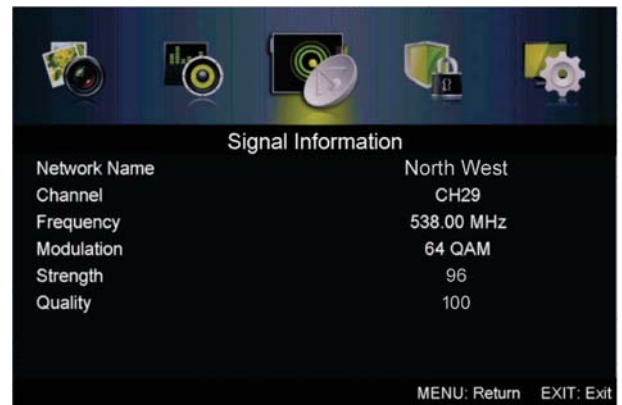 Signal Information
Network Name North West
Channel CH29
Frequency 538.00 MHz
Modulation 64 QAM
Strength 96
Quality 100
MENU: Return EXIT: Exit